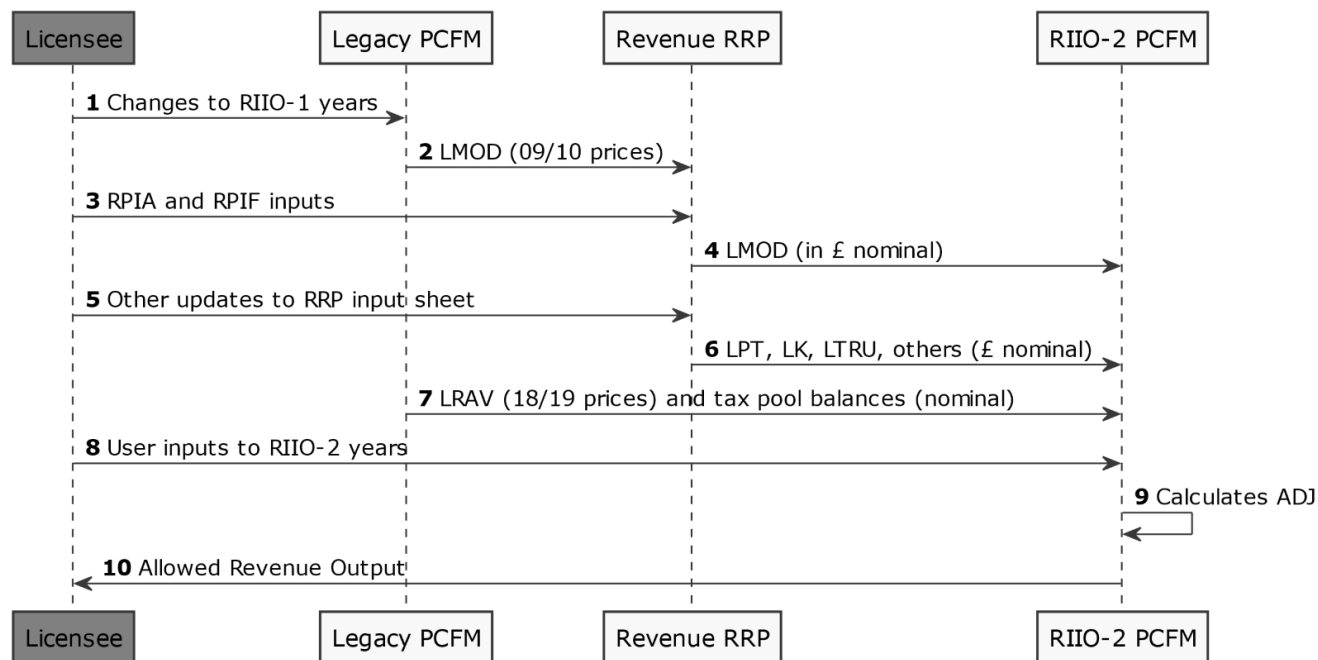 Licensee
Legacy PCFM
Revenue RRP
RIIO-2 PCFM
1 Changes to RIIO-1 years
2 LMOD (09/10 prices)
3 RPIA and RPIF inputs
4 LMOD (in £ nominal)
5 Other updates to RRP input sheet
6 LPT, LK, LTRU, others (£ nominal)
7 LRAV (18/19 prices) and tax pool balances (nominal)
8 User inputs to RIIO-2 years
9 Calculates ADJ
10 Allowed Revenue Output
Licensee
Legacy PCFM
Revenue RRP
RIIO-2 PCFM